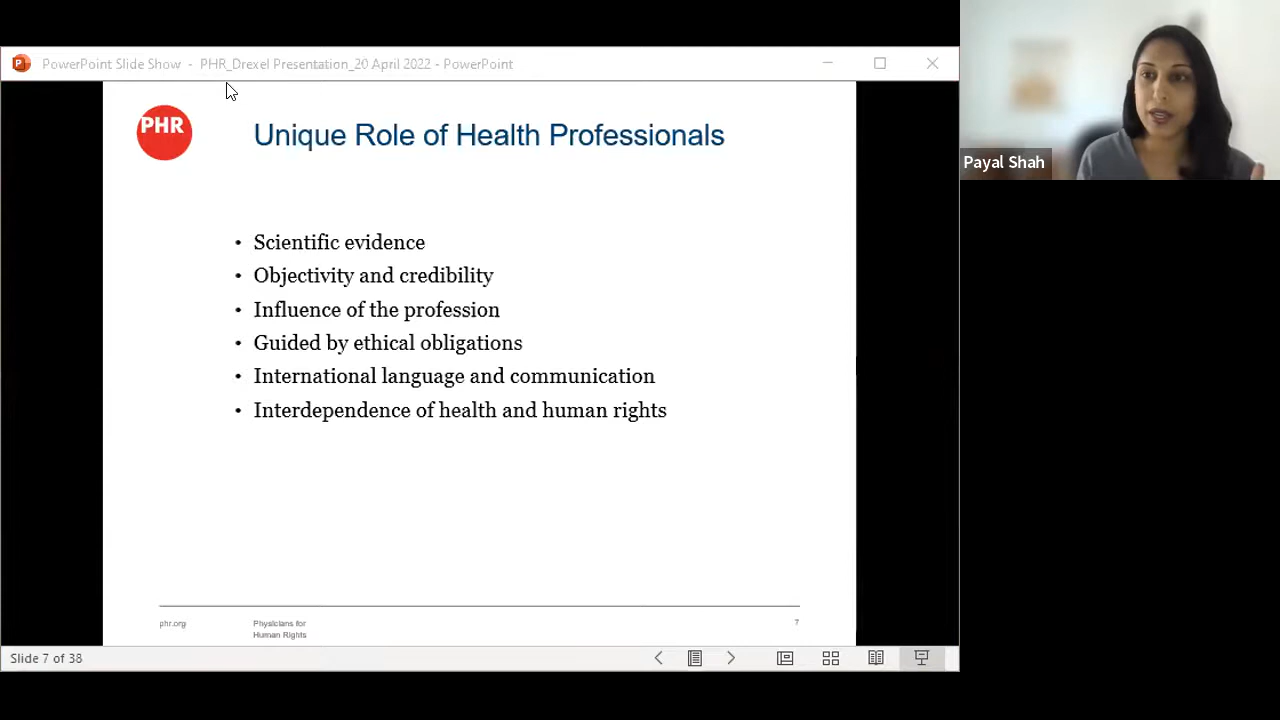 PowerPoint Slide Show - PHR_Drexel Presentation_20 April 2022 - PowerPoint
PHR
Unique Role of Health Professionals
• Scientific evidence
• Objectivity and credibility
• Influence of the profession
• Guided by ethical obligations
• International language and communication
• Interdependence of health and human rights
phr.org
Physicians for
Human Rights
7
Slide 7 of 38
Payal Shah